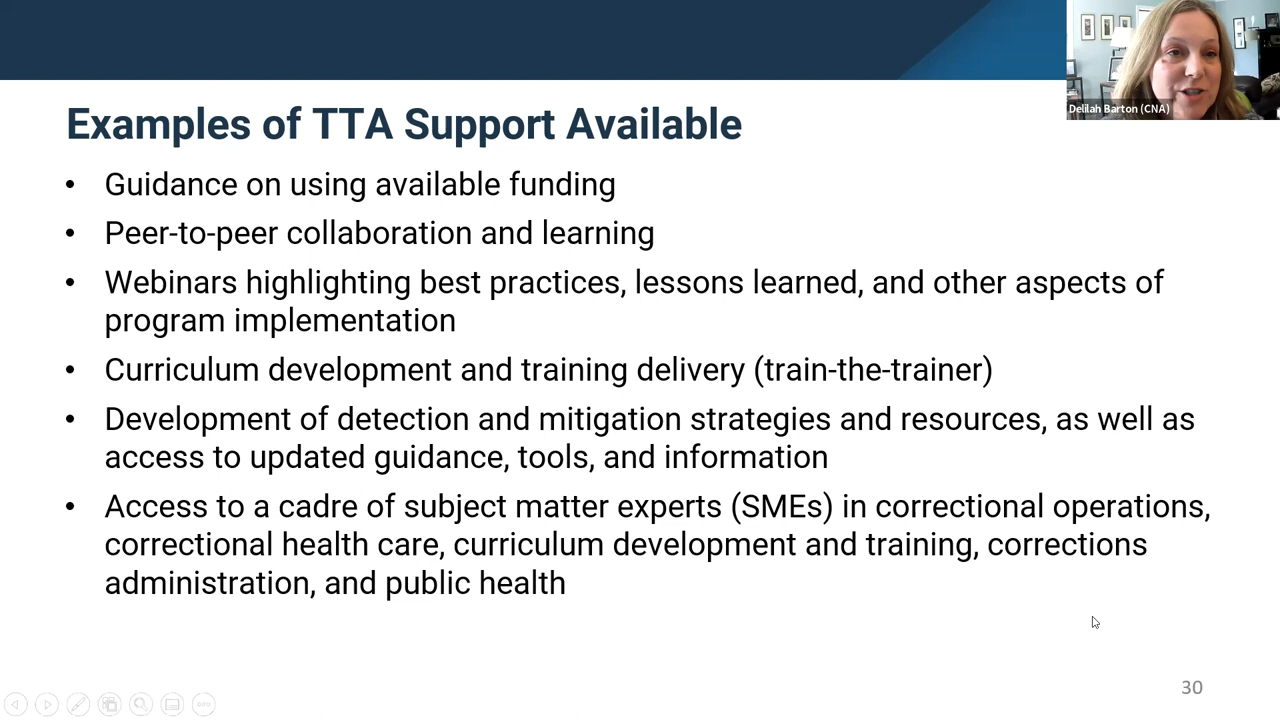 Delilah Barton (CNA)
Examples of TTA Support Available
• Guidance on using available funding
• Peer-to-peer collaboration and learning
• Webinars highlighting best practices, lessons learned, and other aspects of
program implementation
• Curriculum development and training delivery (train-the-trainer)
• Development of detection and mitigation strategies and resources, as well as
access to updated guidance, tools, and information
• Access to a cadre of subject matter experts (SMEs) in correctional operations,
correctional health care, curriculum development and training, corrections
administration, and public health
30